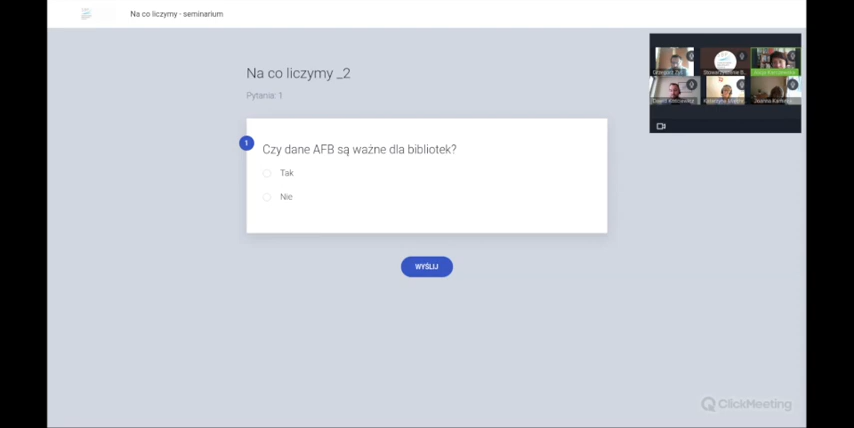 Na co liczymy - seminarium
Na co liczymy _2
Pytania: 1
1
Czy dane AFB są ważne dla bibliotek?
Tak
Nie
WYŚLIJ
Stowarzyszenie B...
ClickMeeting